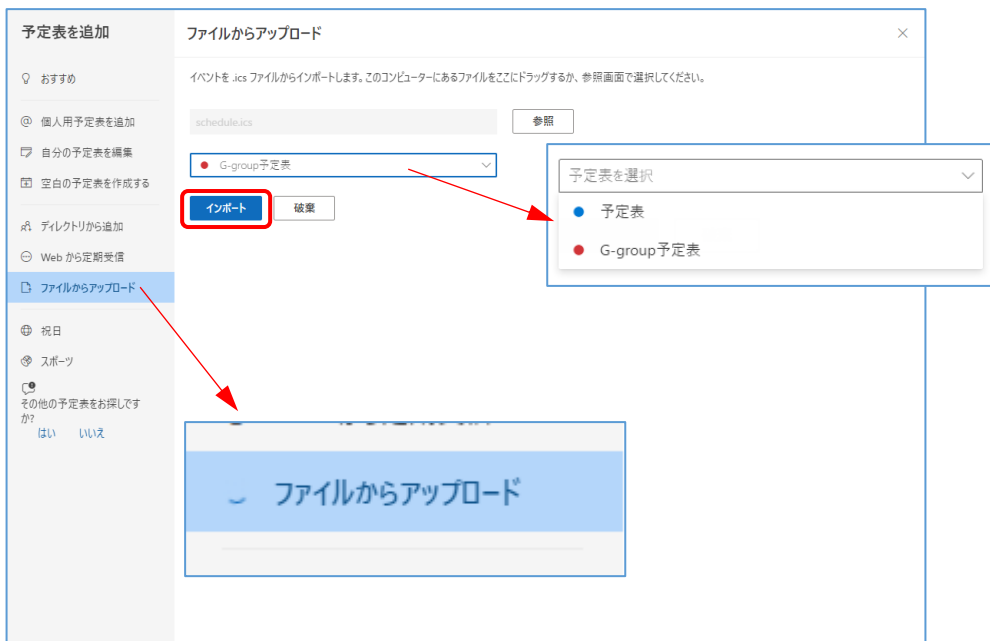 予定表を追加
おすすめ
個人用予定表を追加
自分の予定表を編集
空白の予定表を作成する
ディレクトリから追加
Web から定期受信
ファイルからアップロード
祝日
スポーツ
その他の予定表をお探しです
か?
はい いいえ
ファイルからアップロード
イベントを .ics ファイルからインポートします。このコンピューターにあるファイルをここにドラッグするか、参照画面で選択してください。
schedule.ics
参照
G-group予定表
インポート
破棄
予定表を選択
予定表
G-group予定表
ファイルからアップロード